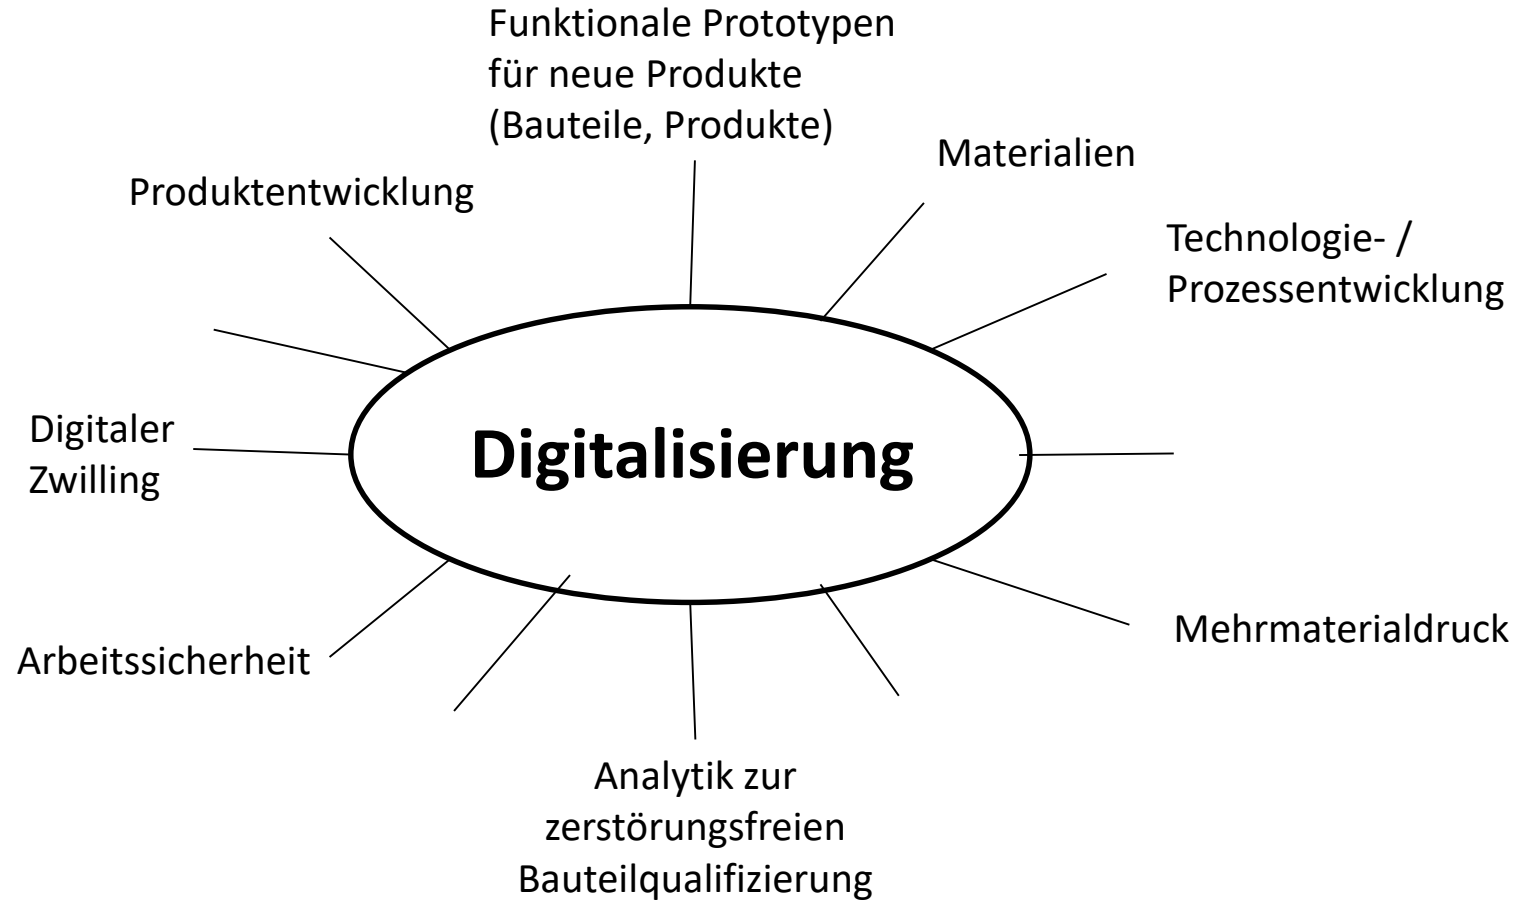 Funktionale Prototypen
für neue Produkte
(Bauteile, Produkte)
Materialien
Produktentwicklung
Technologie- /
Prozessentwicklung
Digitaler
Zwilling
Digitalisierung
Mehrmaterialdruck
Arbeitssicherheit
Analytik zur
zerstörungsfreien
Bauteilqualifizierung